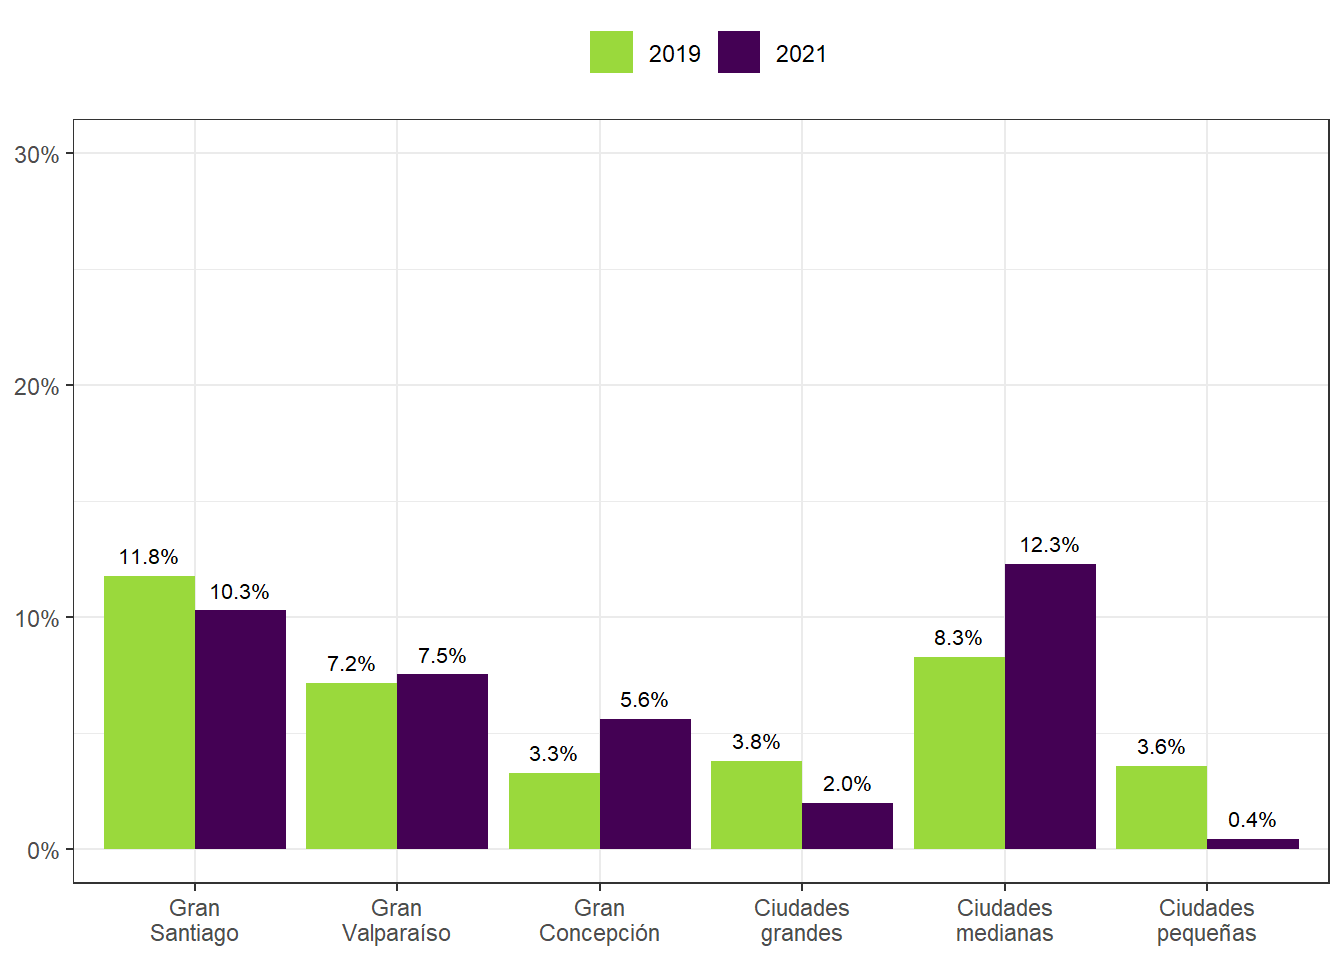 2019 2021
30%
20%
10%
0%
11.8%
10.3%
7.2%
7.5%
3.3%
5.6%
3.8%
2.0%
8.3%
12.3%
3.6%
0.4%
Gran
Santiago
Gran
Valparaíso
Gran
Concepción
Ciudades
grandes
Ciudades
medianas
Ciudades
pequeñas